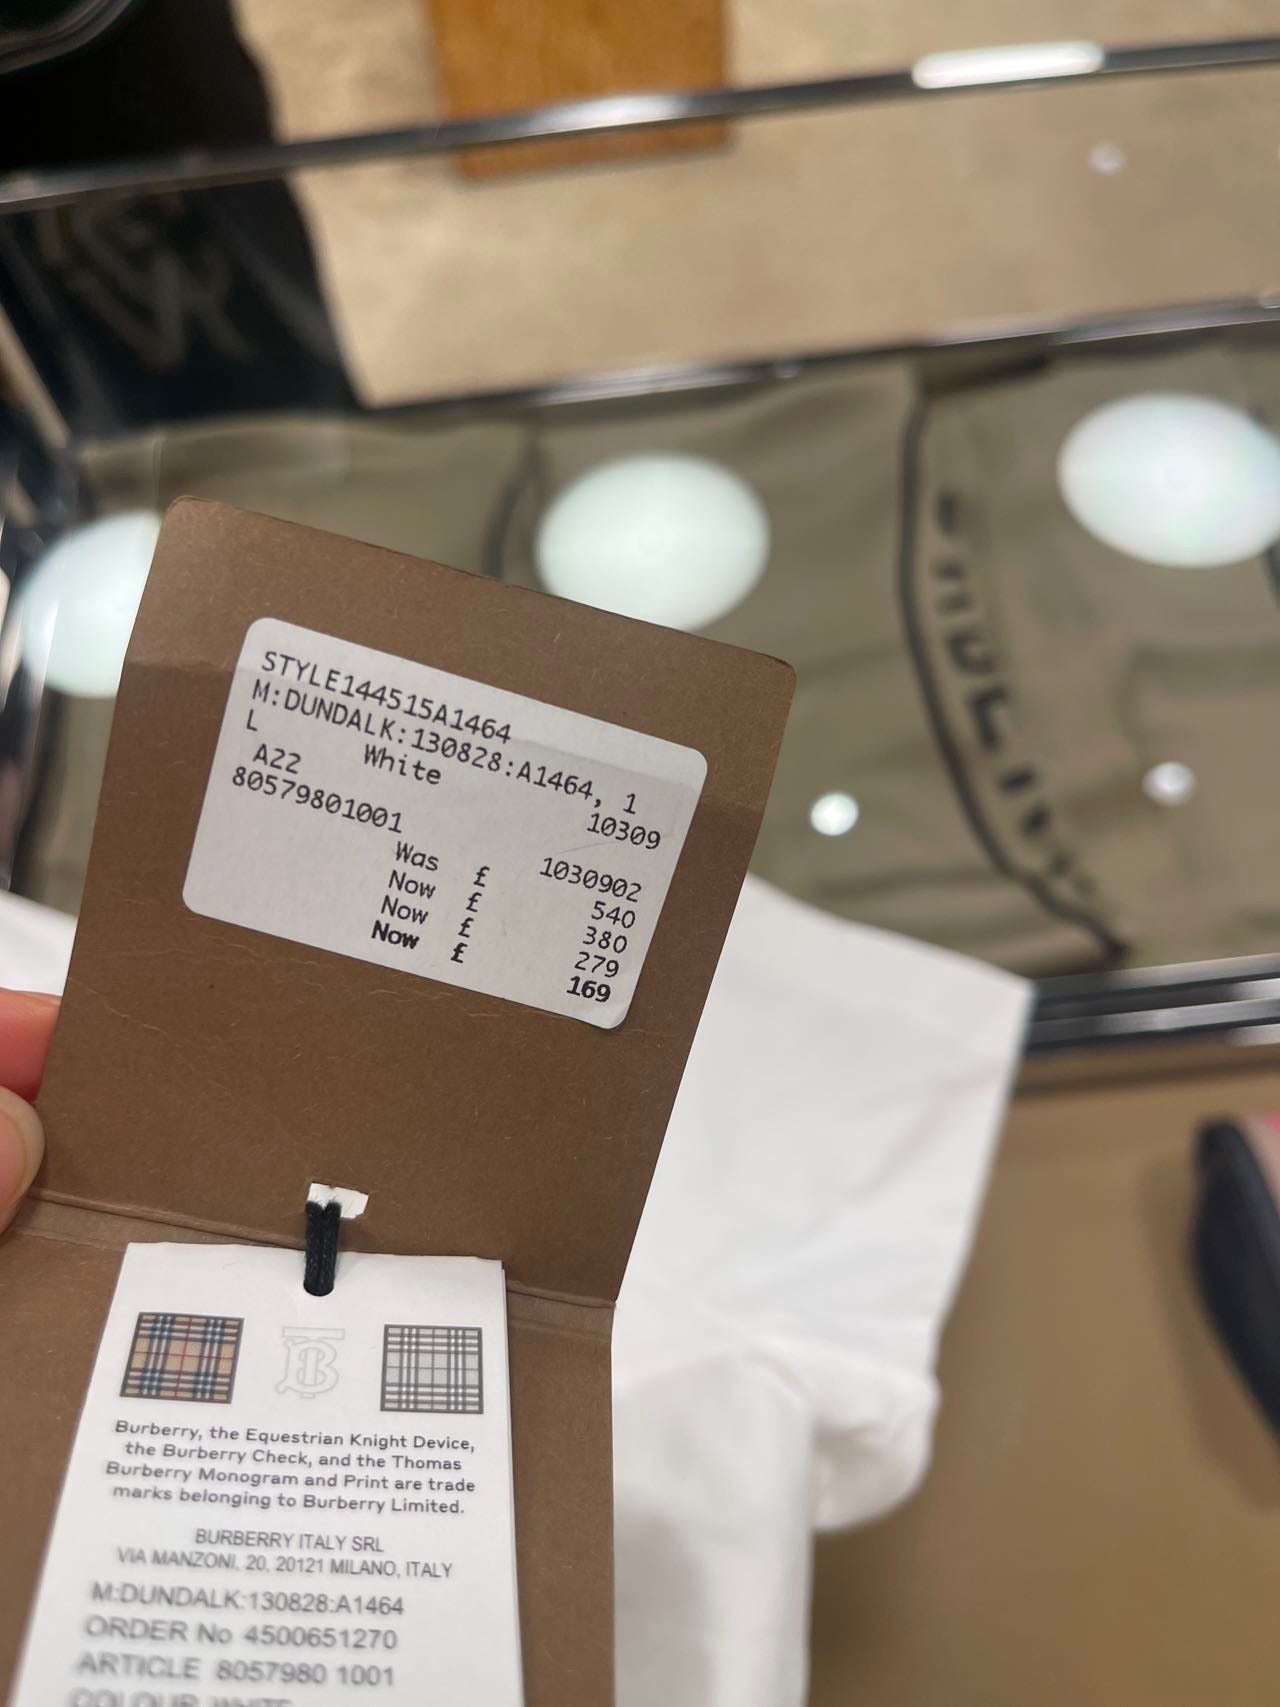 STYLE144515A1464
M:DUNDALK:130828:A1464, 1
L White 10309
A22
80579801001 1030902
Was £ 540
Now £ 380
Now £ 279
Now £ 169
Burberry, the Equestrian Knight Device,
the Burberry Check, and the Thomas
Burberry Monogram and Print are trade
marks belonging to Burberry Limited.
BURBERRY ITALY SRL
VIA MANZONI, 20, 20121 MILANO, ITALY
M:DUNDALK:130828:A1464
ORDER No 4500651270
ARTICLE 8057980 1001
COLOUR WHITE